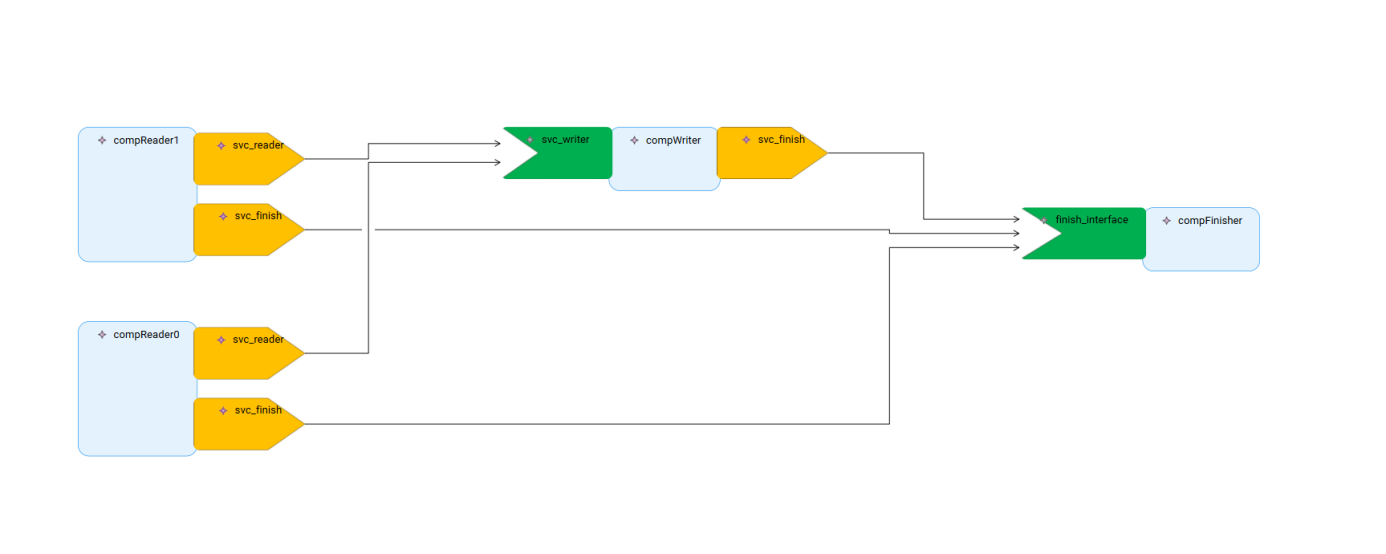 compReader1
svc_reader
svc_finish
svc_writer
compWriter
svc_finish
finish_interface
compFinisher
compReader0
svc_reader
svc_finish